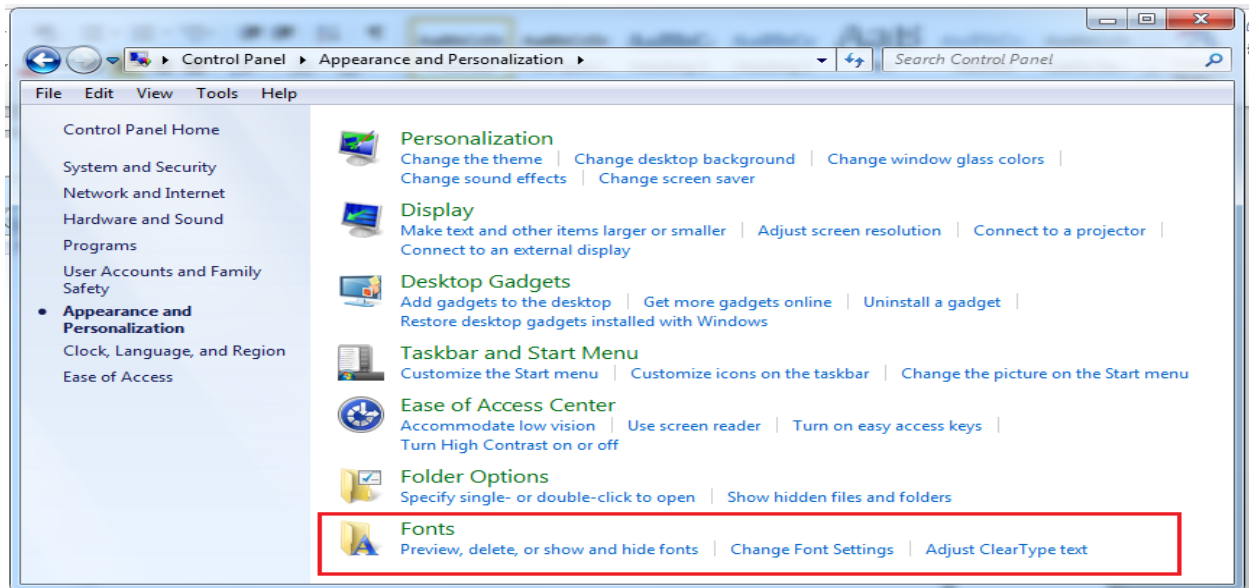 Control Panel Appearance and Personalization Search Control Panel
File Edit View Tools Help
Control Panel Home
System and Security
Network and Internet
Hardware and Sound
Programs
User Accounts and Family
Safety
Appearance and
Personalization
Clock, Language, and Region
Ease of Access
Personalization
Change the theme Change desktop background Change window glass colors
Change sound effects Change screen saver
Display
Make text and other items larger or smaller Adjust screen resolution Connect to a projector
Connect to an external display
Desktop Gadgets
Add gadgets to the desktop Get more gadgets online Uninstall a gadget
Restore desktop gadgets installed with Windows
Taskbar and Start Menu
Customize the Start menu Customize icons on the taskbar Change the picture on the Start menu
Ease of Access Center
Accommodate low vision Use screen reader Turn on easy access keys
Turn High Contrast on or off
Folder Options
Specify single- or double-click to open Show hidden files and folders
Fonts
Preview, delete, or show and hide fonts Change Font Settings Adjust ClearType text